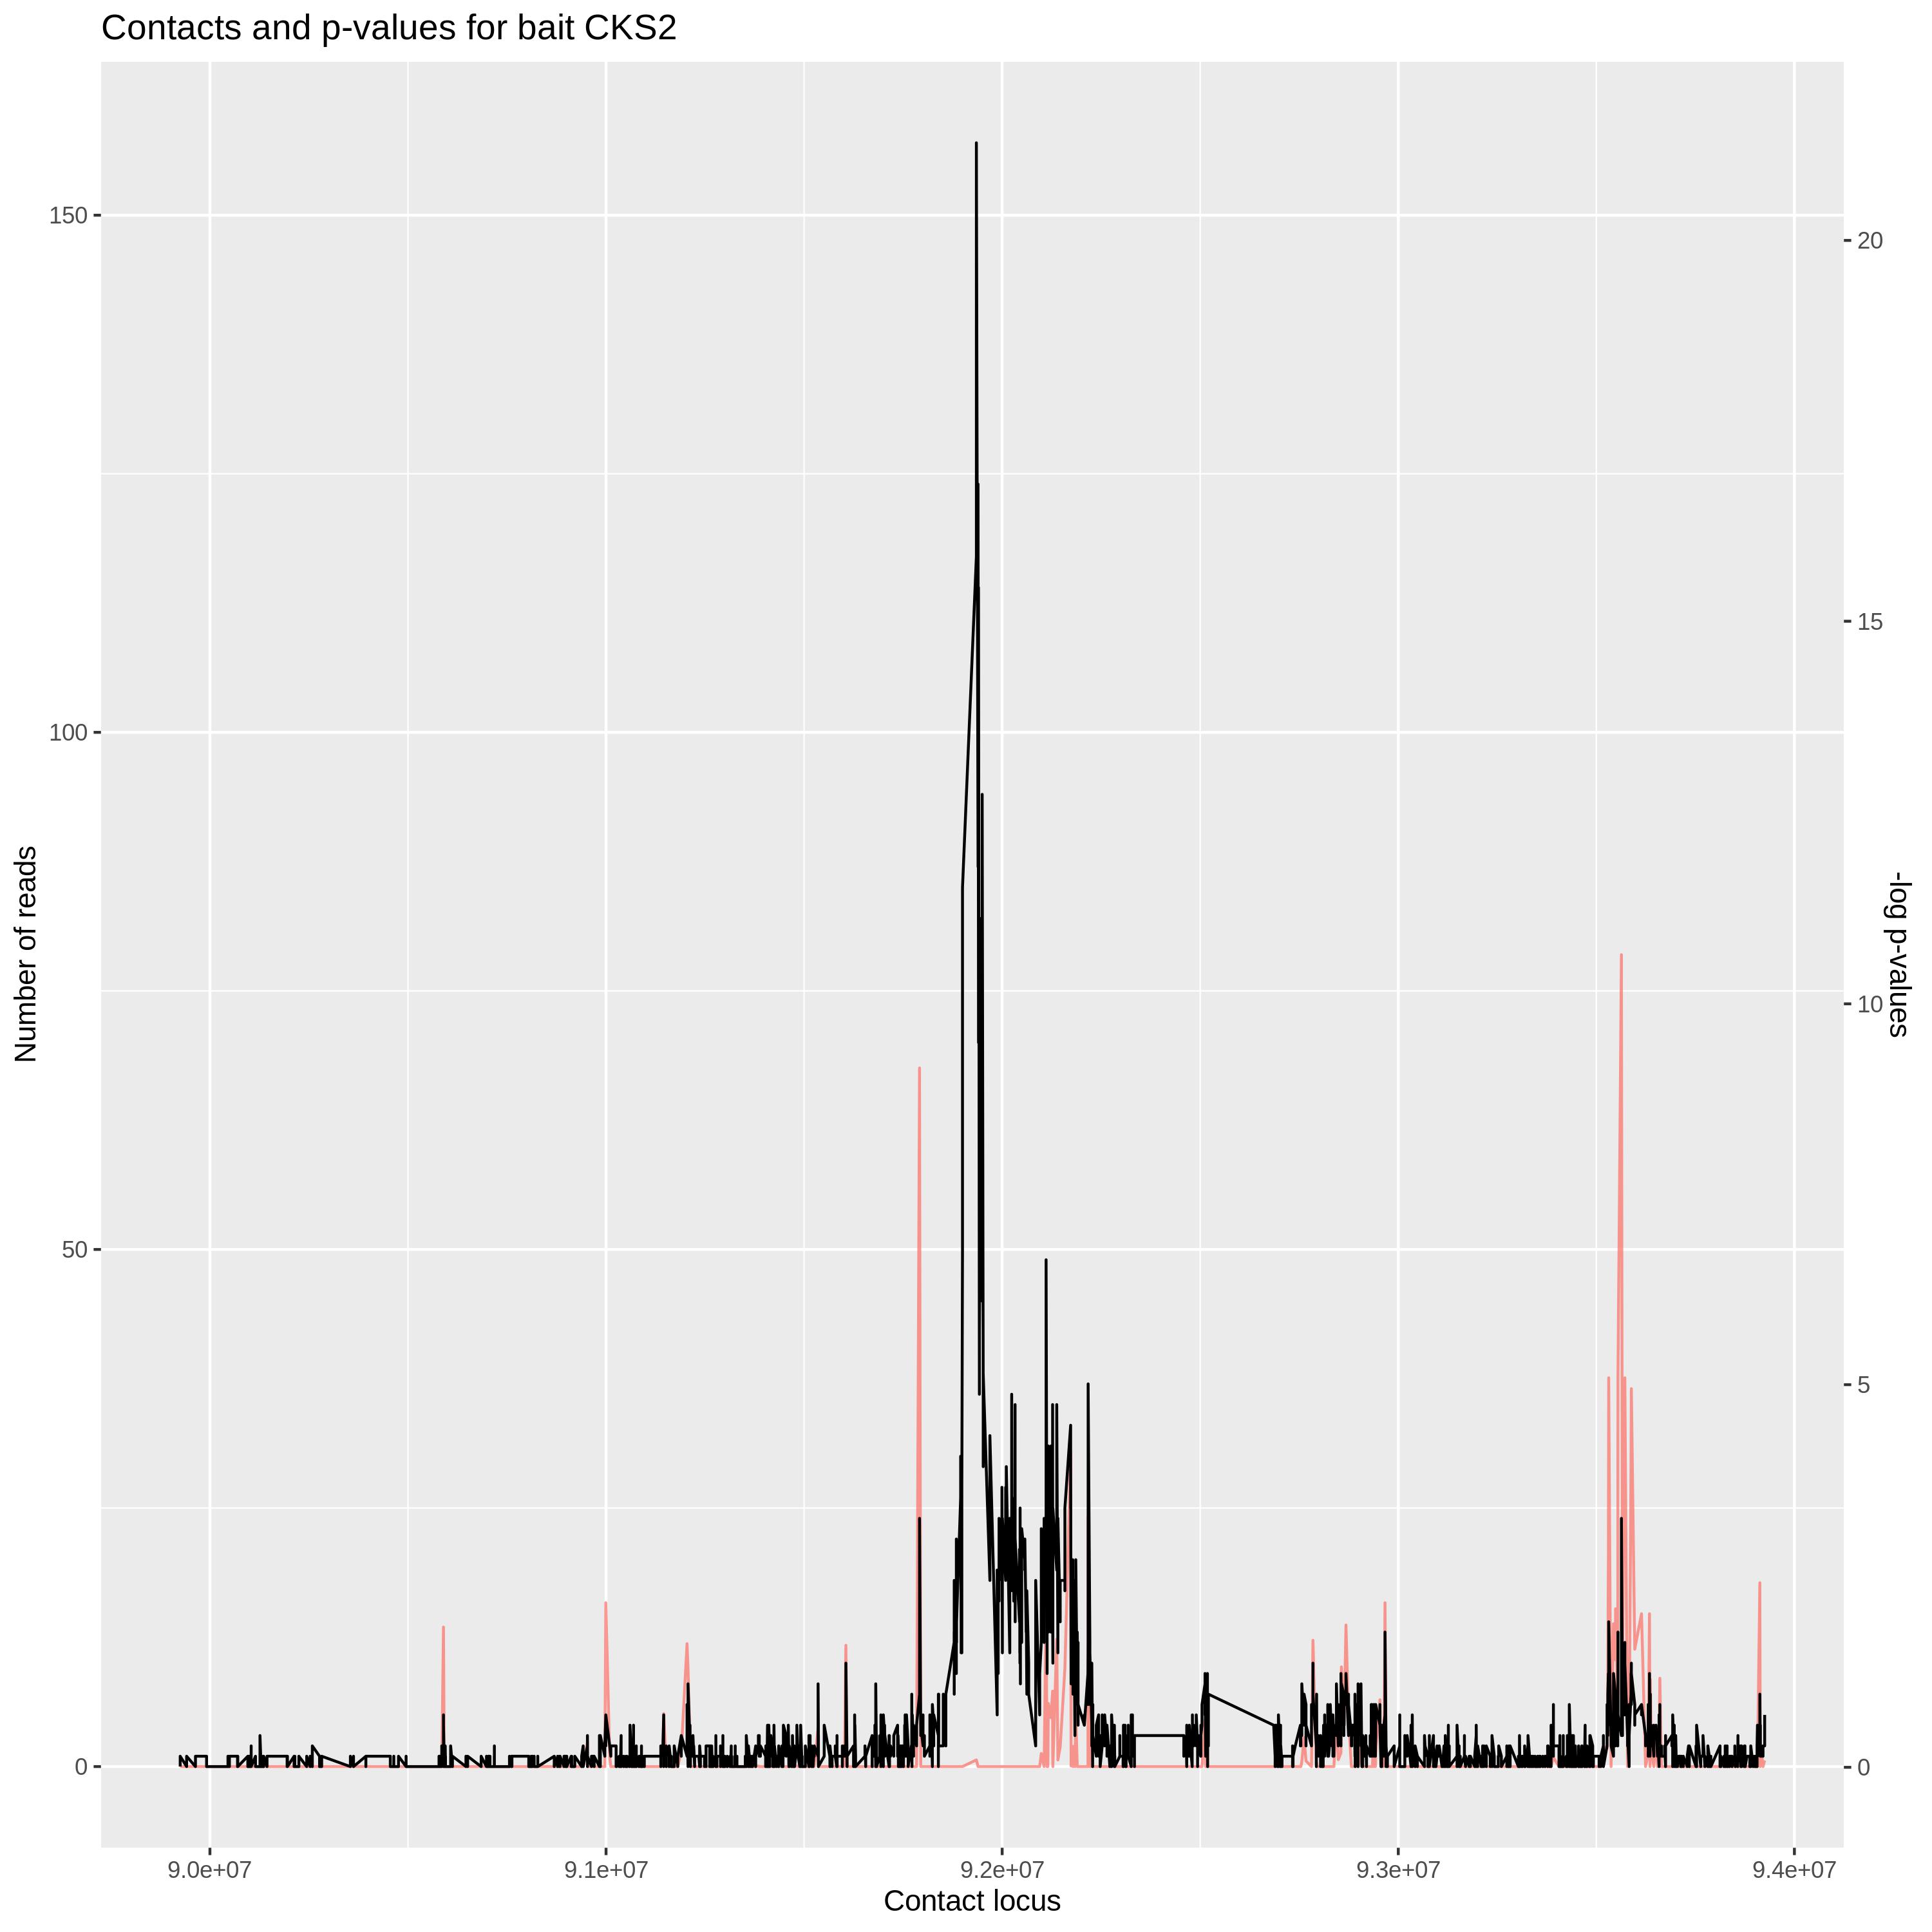 Contacts and p-values for bait CKS2
150
100
50
0
Number of reads
20
15
10
5
0
-log p-values
9.0e+07
9.1e+07
9.2e+07
9.3e+07
9.4e+07
Contact locus